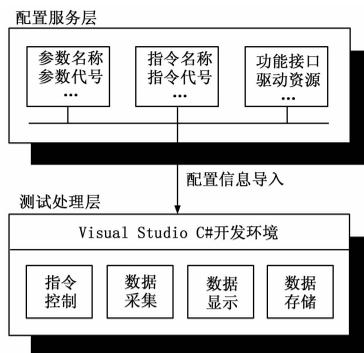 配置服务层
参数名称
参数代号
...
指令名称
指令代号
...
功能接口
驱动资源
...
配置信息导入
测试处理层
Visual Studio C#开发环境
指令
控制
数据
采集
数据
显示
数据
存储